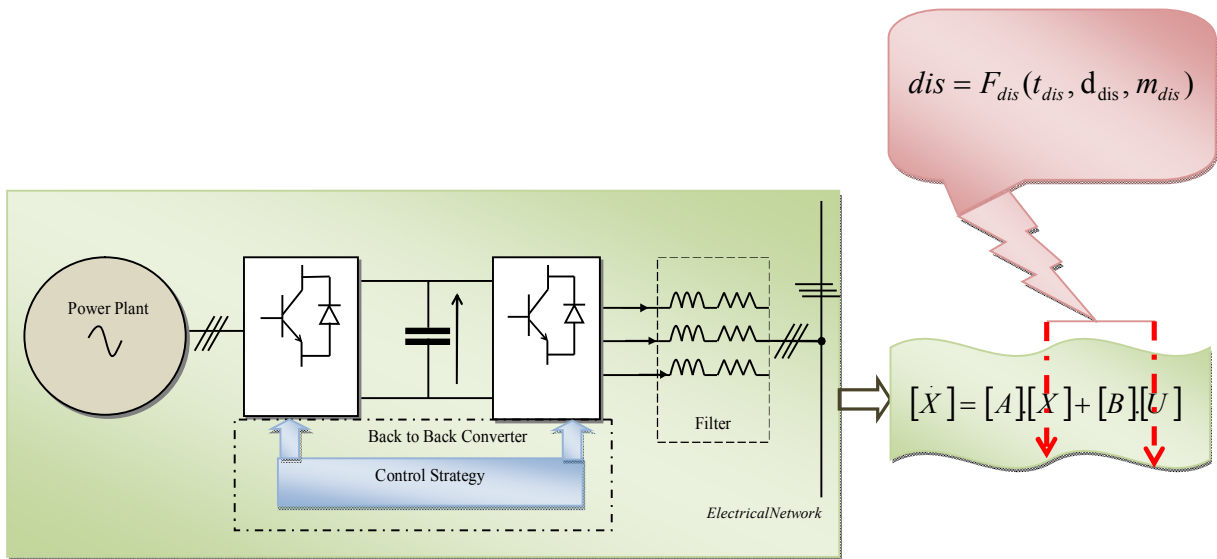 dis = F_dis(t_dis, d_dis, m_dis)
Power Plant
Filter
Back to Back Converter
Control Strategy
ElectricalNetwork
[Ẋ] = [A].[X] + [B].[U]